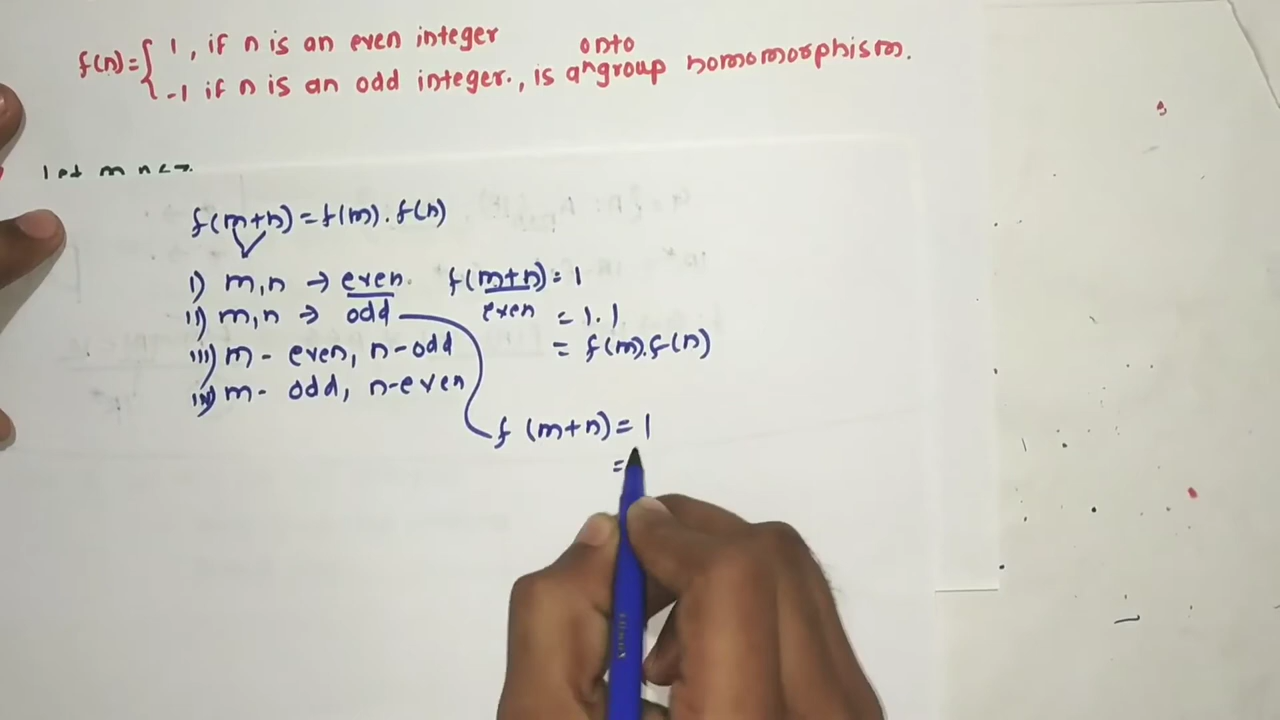 f(n)={ 1, if n is an even integer
-1 if n is an odd integer., is an onto group homomorphism.
m n
f(m+n)=f(m).f(n)
i) m,n → even. f(m+n)=1
ii) m,n → odd even =1.1
iii) m- even, n-odd = f(m).f(n)
iv) m- odd, n-even
f (m+n)=1
=